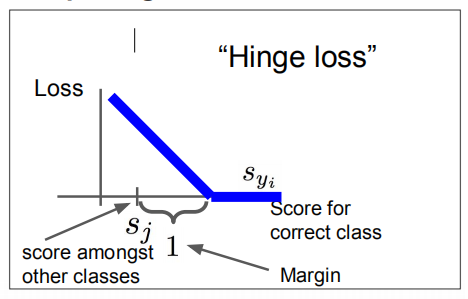 “Hinge loss”
Loss
s_{y_i}
Score for
correct class
s_j
1
score amongst
other classes
Margin